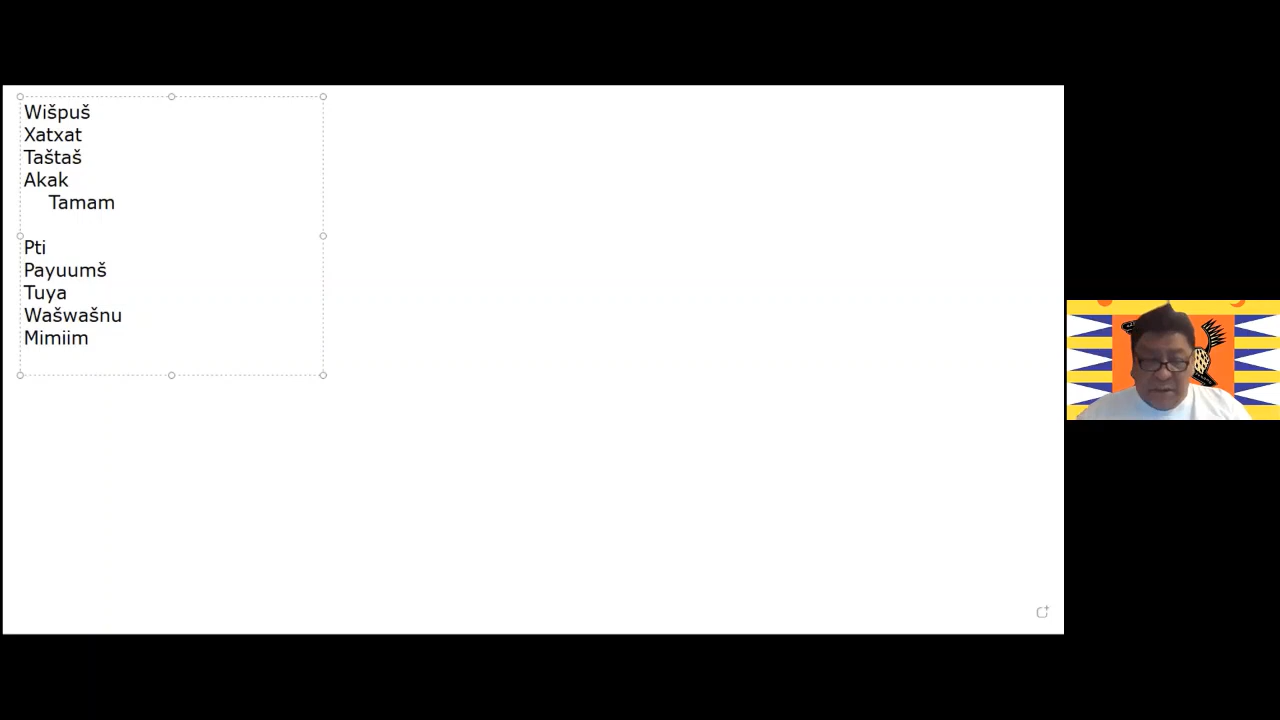 Wišpuš
Xatxat
Taštaš
Akak
Tamam
Pti
Payuumš
Tuya
Wašwašnu
Mimiim